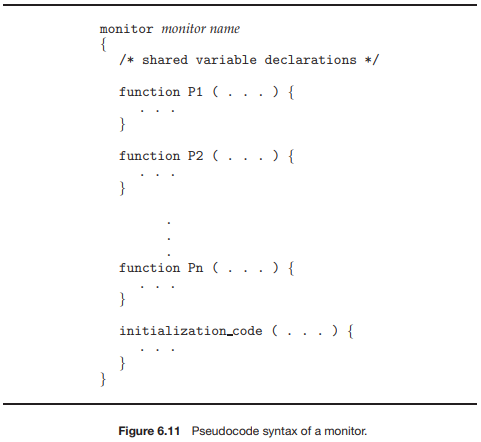 monitor monitor name
{
/* shared variable declarations */
function P1 ( . . . ) {
. . .
}
function P2 ( . . . ) {
. . .
}
.
.
.
function Pn ( . . . ) {
. . .
}
initialization_code ( . . . ) {
. . .
}
}
Figure 6.11 Pseudocode syntax of a monitor.